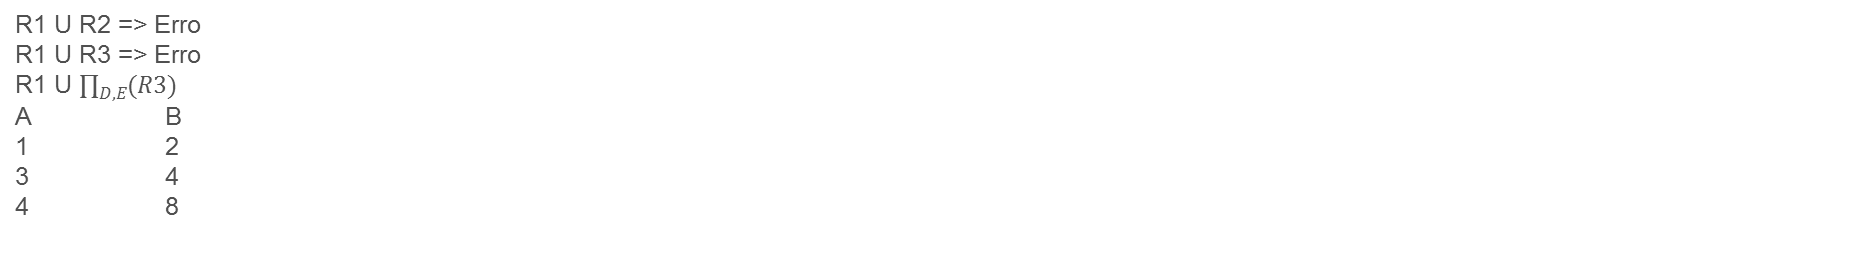 R1 U R2 => Erro
R1 U R3 => Erro
R1 U ∏D,E(R3)
A B
1 2
3 4
4 8